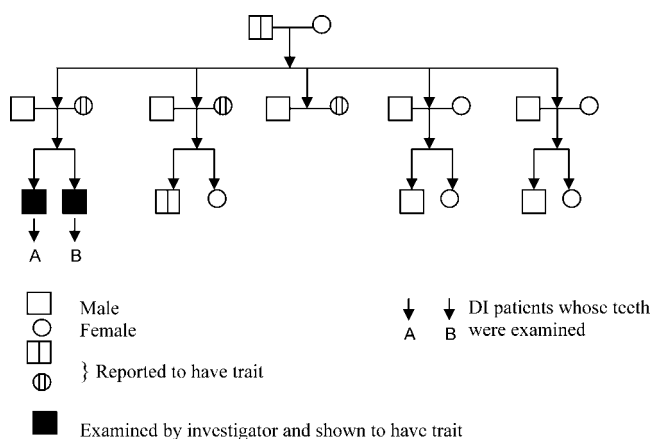 A B
Male
Female
} Reported to have trait
Examined by investigator and shown to have trait
DI patients whose teeth
A B were examined